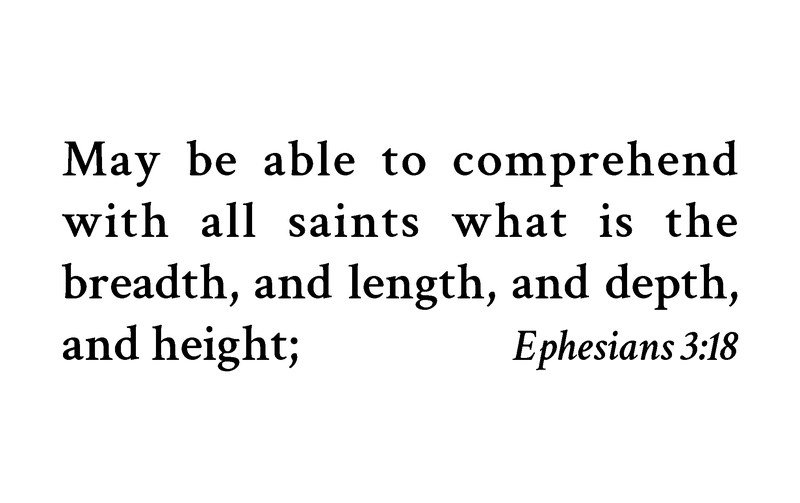 May be able to comprehend
with all saints what is the
breadth, and length, and depth,
and height; Ephesians 3:18